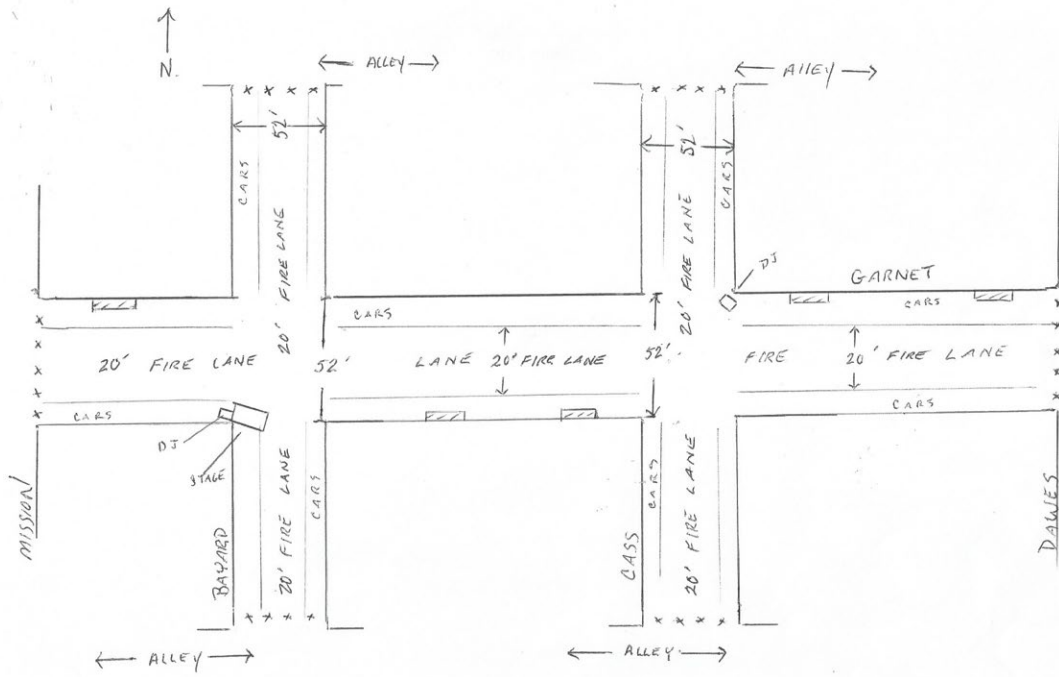 N.
ALLEY
ALLEY
52'
52'
CARS
20' FIRE LANE
20' FIRE LANE
CARS
DJ
GARNET
CARS
CARS
20' FIRE LANE
52'
LANE 20' FIRE LANE
52'
FIRE 20' FIRE LANE
CARS
CARS
DJ
STAGE
MISSION
BAYARD
20' FIRE LANE
CARS
CASS
CARS
20' FIRE LANE
DAWES
ALLEY
ALLEY